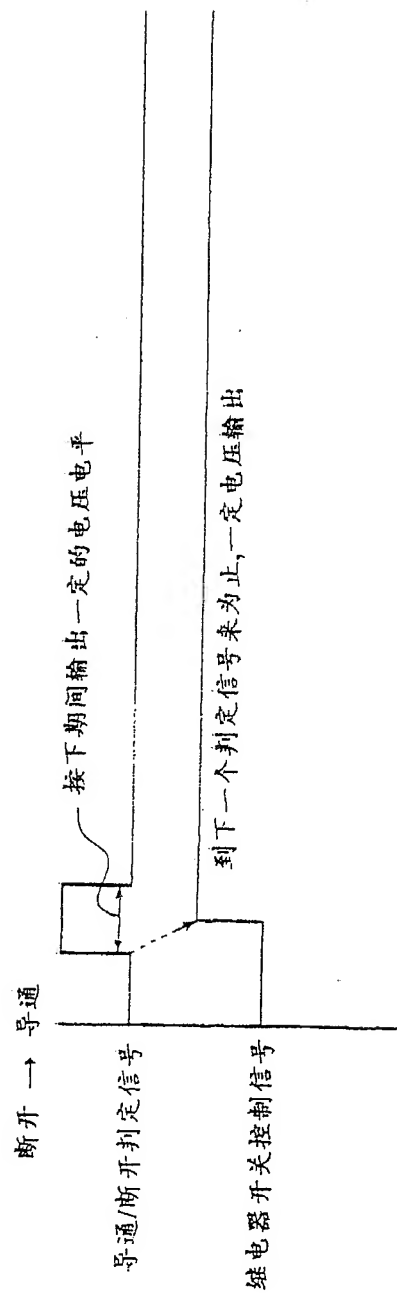 断开 → 导通
按下期间输出一定的电压电平
导通/断开判定信号
到下一个判定信号来为止,一定电压输出
继电器开关控制信号